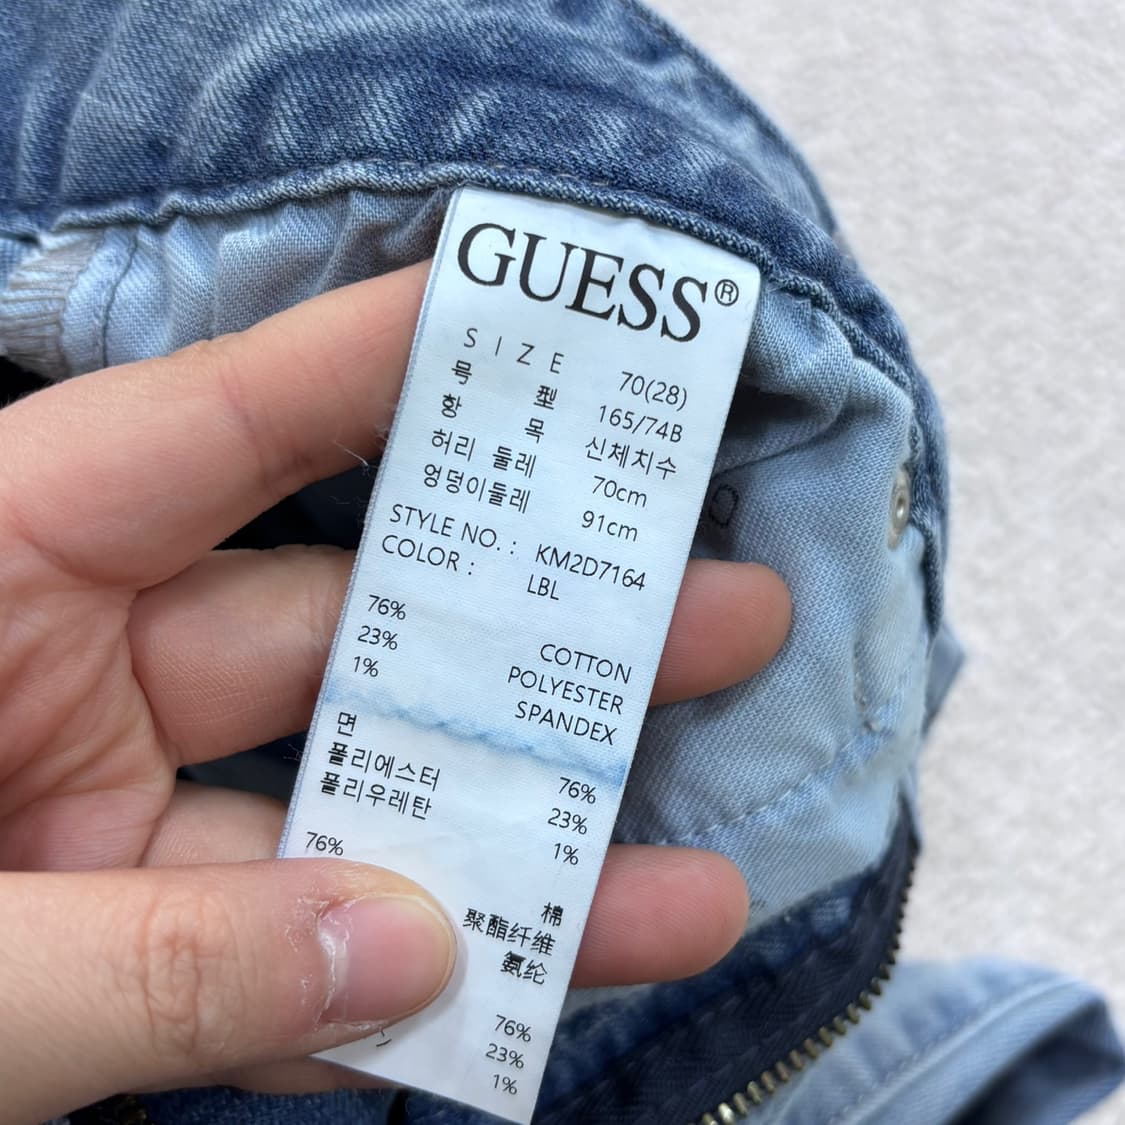 GUESS®
SIZE 70(28)
号型 165/74B
항목 신체치수
허리 둘레 70cm
엉덩이둘레 91cm
STYLE NO. : KM2D7164
COLOR : LBL
76% COTTON
23% POLYESTER
1% SPANDEX
면 76%
폴리에스터 23%
폴리우레탄 1%
76% 棉
聚酯纤维
氨纶
76%
23%
1%